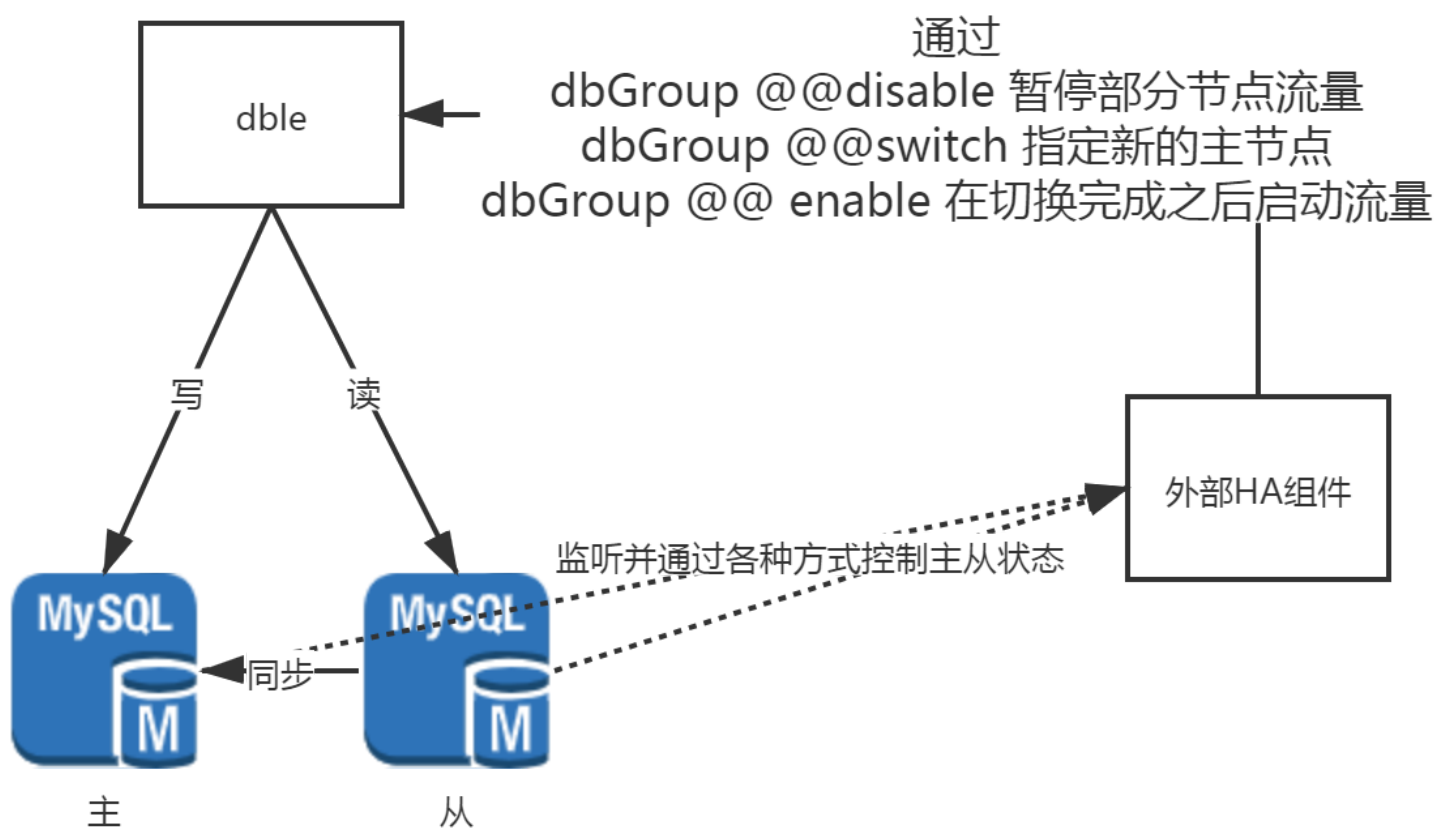 通过
dbGroup @@disable 暂停部分节点流量
dbGroup @@switch 指定新的主节点
dbGroup @@ enable 在切换完成之后启动流量
dble
写
读
外部HA组件
监听并通过各种方式控制主从状态
MySQL
MySQL
同步
M
M
主
从